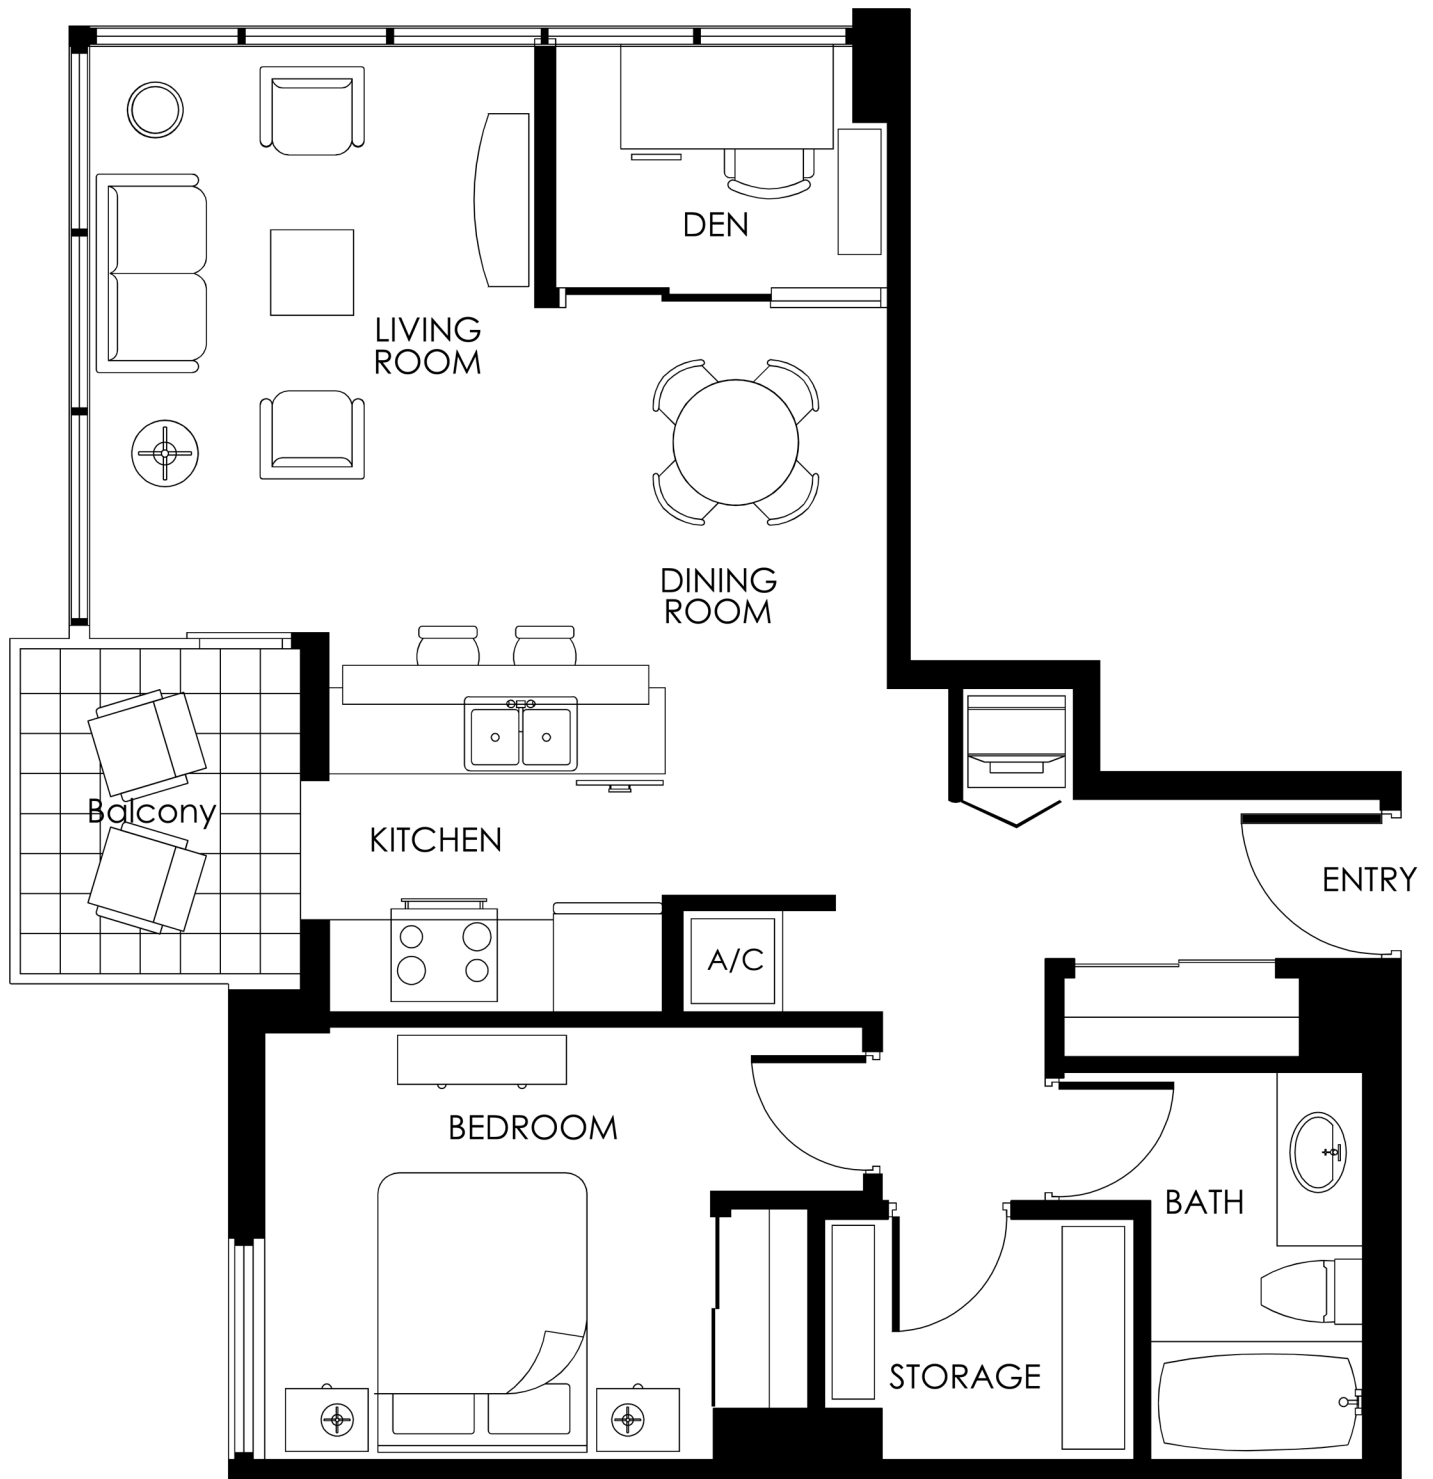 DEN
LIVING
ROOM
DINING
ROOM
Balcony
KITCHEN
ENTRY
A/C
BEDROOM
BATH
STORAGE